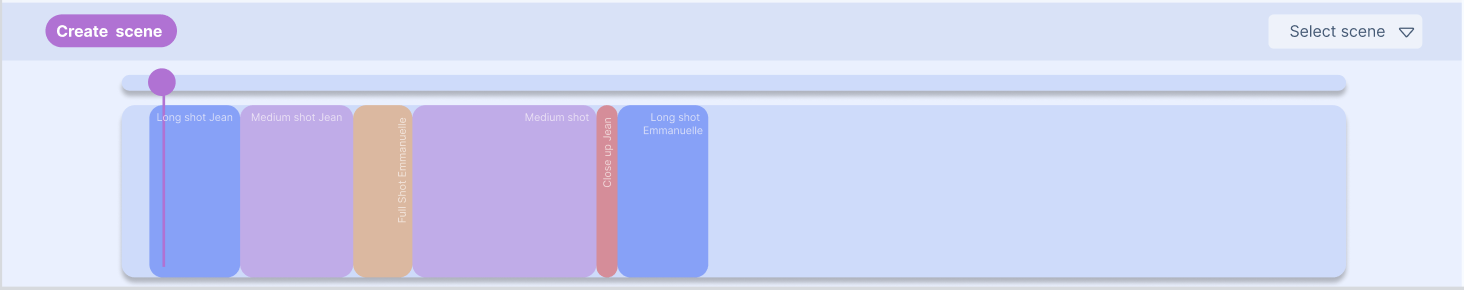 Create scene
Select scene
Long shot Jean
Medium shot Jean
Full Shot Emmanuelle
Medium shot
Close up Jean
Long shot
Emmanuelle